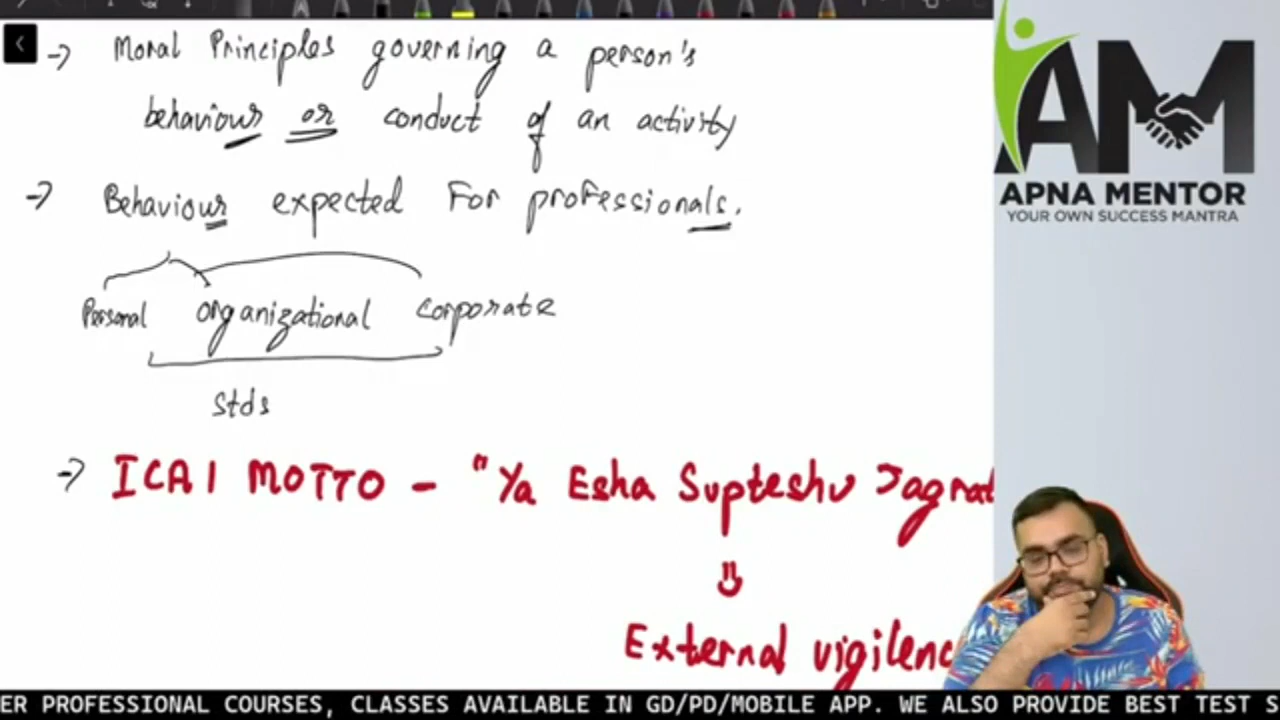 -> Moral Principles governing a person's
behaviour or conduct of an activity
-> Behaviour expected For professionals.
Personal organizational corporate
Stds
-> ICAI MOTTO - "Ya Esha Supteshu Jagrat
External vigilenc
AM
APNA MENTOR
YOUR OWN SUCCESS MANTRA
ER PROFESSIONAL COURSES, CLASSES AVAILABLE IN GD/PD/MOBILE APP. WE ALSO PROVIDE BEST TEST S